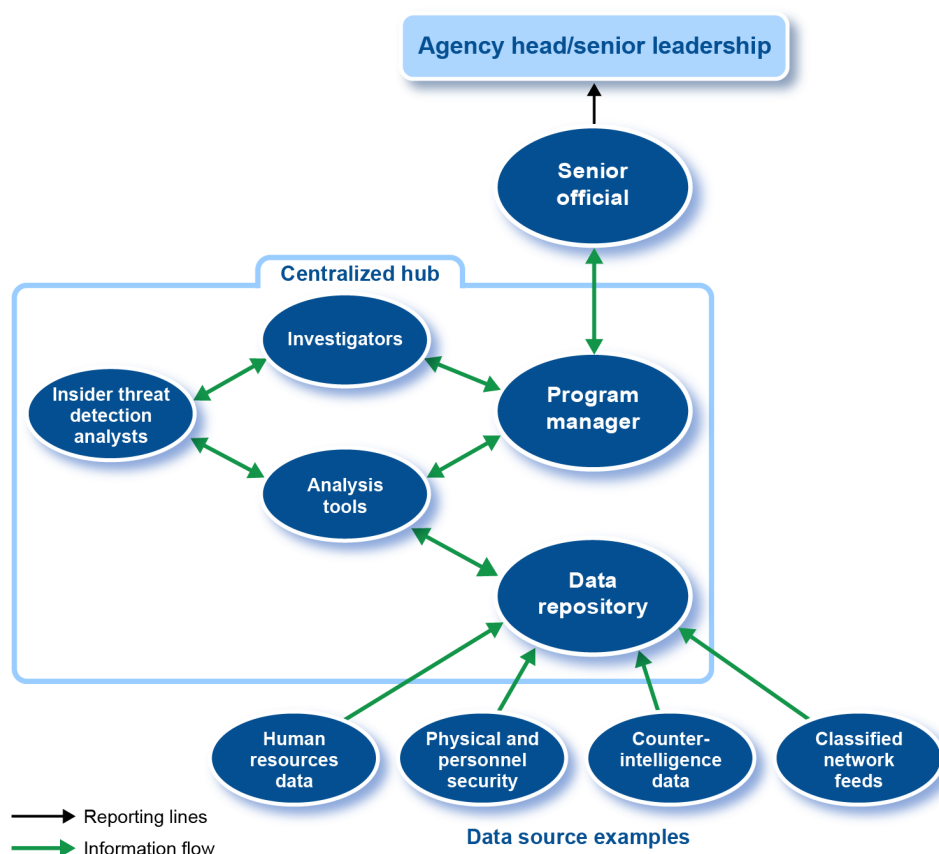 Agency head/senior leadership
Senior
official
Centralized hub
Investigators
Insider threat
detection
analysts
Program
manager
Analysis
tools
Data
repository
Human
resources
data
Physical and
personnel
security
Counter-
intelligence
data
Classified
network
feeds
Reporting lines
Information flow
Data source examples